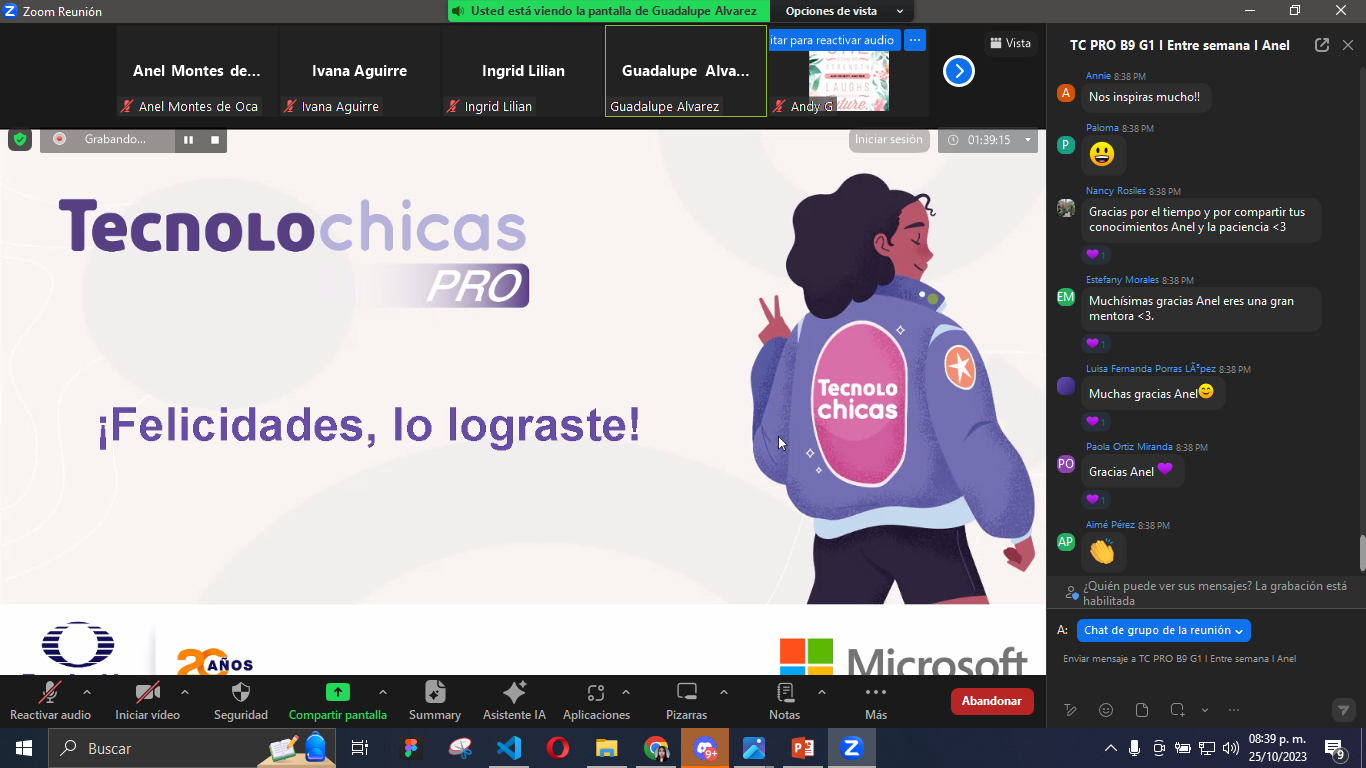 Zoom Reunión
Usted está viendo la pantalla de Guadalupe Alvarez
Opciones de vista
Anel Montes de...
Ivana Aguirre
Ingrid Lilian
Guadalupe Alva...
itar para reactivar audio
...
STRENGTH
LAUGHS
Anel Montes de Oca
Ivana Aguirre
Ingrid Lilian
Guadalupe Alvarez
Andy G
Vista
Grabando...
Iniciar sesión
01:39:15
Tecnolochicas
PRO
¡Felicidades, lo lograste!
Tecnolo
chicas
20 AÑOS
Microsoft
TC PRO B9 G1 I Entre semana I Anel
Annie 8:38 PM
A
Nos inspiras mucho!!
Paloma 8:38 PM
P
Nancy Rosiles 8:38 PM
Gracias por el tiempo y por compartir tus
conocimientos Anel y la paciencia <3
1
Estefany Morales 8:38 PM
EM
Muchísimas gracias Anel eres una gran
mentora <3.
1
Luisa Fernanda Porras LÃ³pez 8:38 PM
Muchas gracias Anel
1
Paola Ortiz Miranda 8:38 PM
PO
Gracias Anel
1
Aimé Pérez 8:38 PM
AP
¿Quién puede ver sus mensajes? La grabación está
habilitada
A:
Chat de grupo de la reunión
Enviar mensaje a TC PRO B9 G1 I Entre semana I Anel
Reactivar audio
Iniciar vídeo
Seguridad
Compartir pantalla
Summary
Asistente IA
Aplicaciones
Pizarras
Notas
Más
Abandonar
Buscar
9+
08:39 p. m.
25/10/2023
9